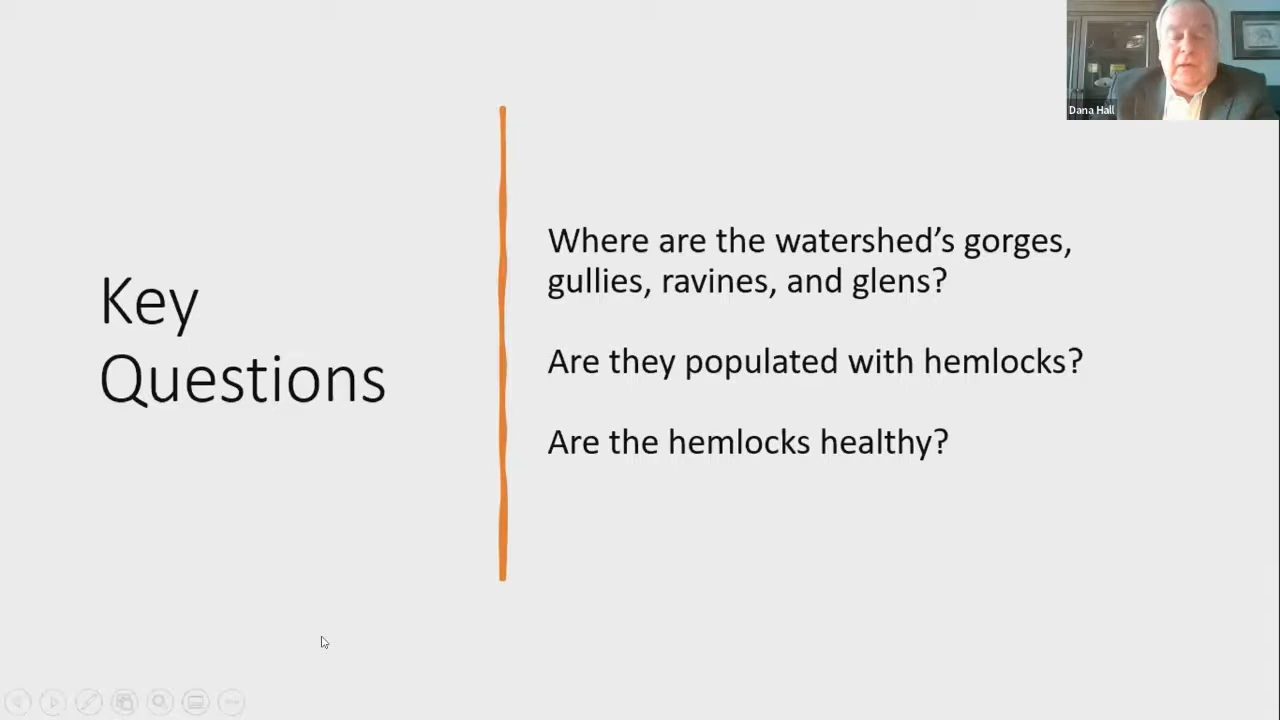 Dana Hall
Key
Questions
Where are the watershed’s gorges,
gullies, ravines, and glens?
Are they populated with hemlocks?
Are the hemlocks healthy?